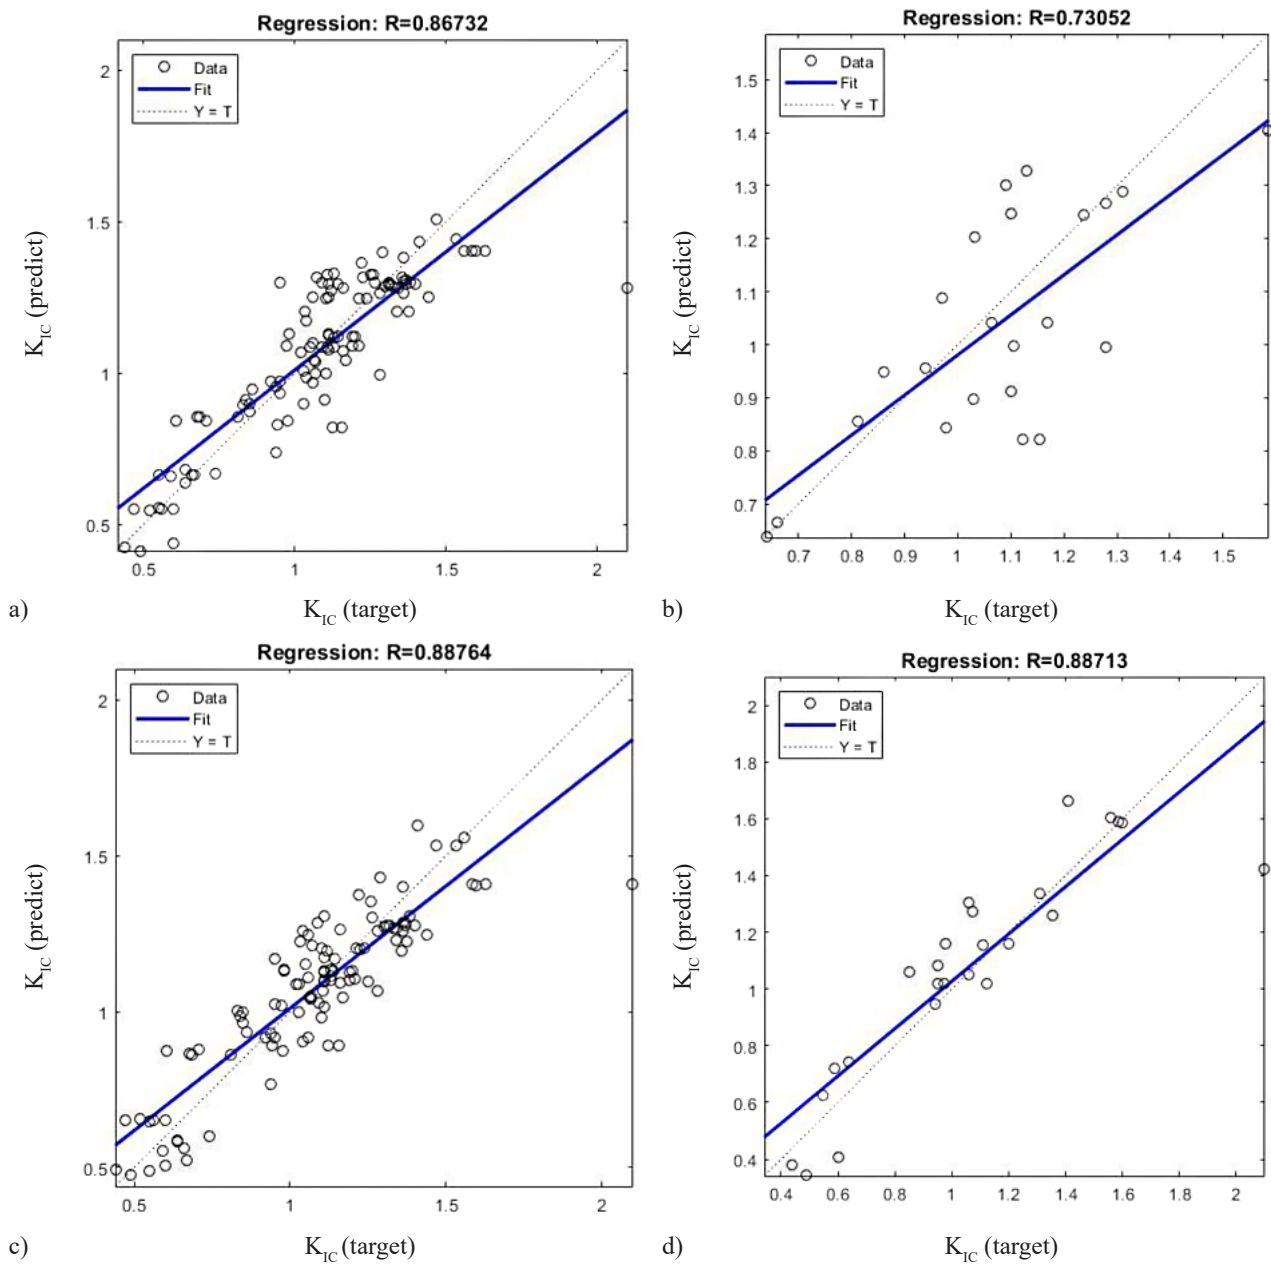 Regression: R=0.86732
Data
Fit
Y = T
2
1.5
1
0.5
0.5
1
1.5
2
K_IC (predict)
K_IC (target)
a)
Regression: R=0.73052
Data
Fit
Y = T
1.5
1.4
1.3
1.2
1.1
1
0.9
0.8
0.7
0.7
0.8
0.9
1
1.1
1.2
1.3
1.4
1.5
K_IC (predict)
K_IC (target)
b)
Regression: R=0.88764
Data
Fit
Y = T
2
1.5
1
0.5
0.5
1
1.5
2
K_IC (predict)
K_IC (target)
c)
Regression: R=0.88713
Data
Fit
Y = T
2
1.8
1.6
1.4
1.2
1
0.8
0.6
0.4
0.4
0.6
0.8
1
1.2
1.4
1.6
1.8
2
K_IC (predict)
K_IC (target)
d)